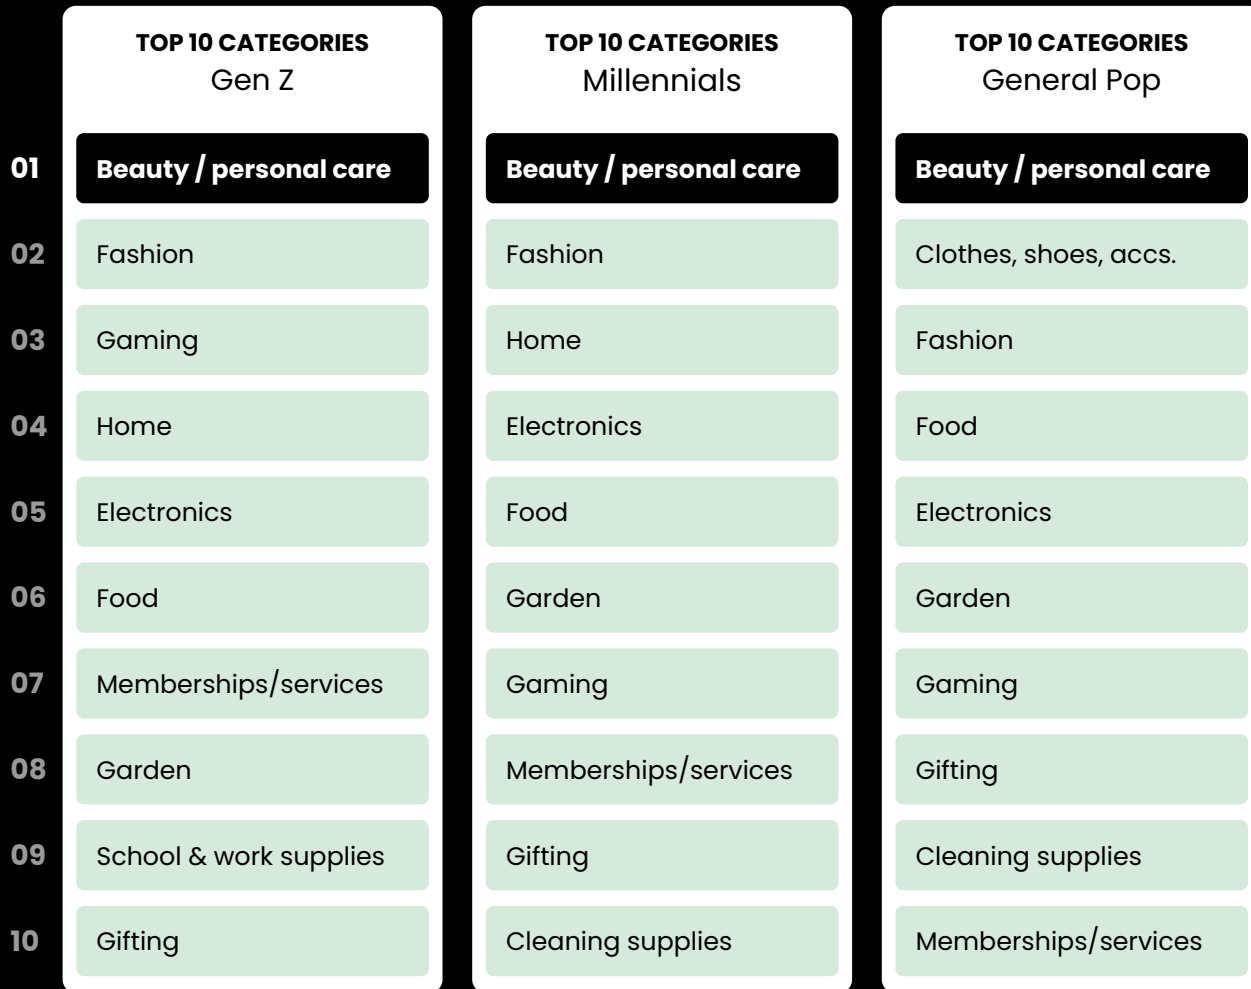 TOP 10 CATEGORIES
Gen Z
TOP 10 CATEGORIES
Millennials
TOP 10 CATEGORIES
General Pop
01 Beauty / personal care Beauty / personal care Beauty / personal care
02 Fashion Fashion Clothes, shoes, accs.
03 Gaming Home Fashion
04 Home Electronics Food
05 Electronics Food Electronics
06 Food Garden Garden
07 Memberships/services Gaming Gaming
08 Garden Memberships/services Gifting
09 School & work supplies Gifting Cleaning supplies
10 Gifting Cleaning supplies Memberships/services